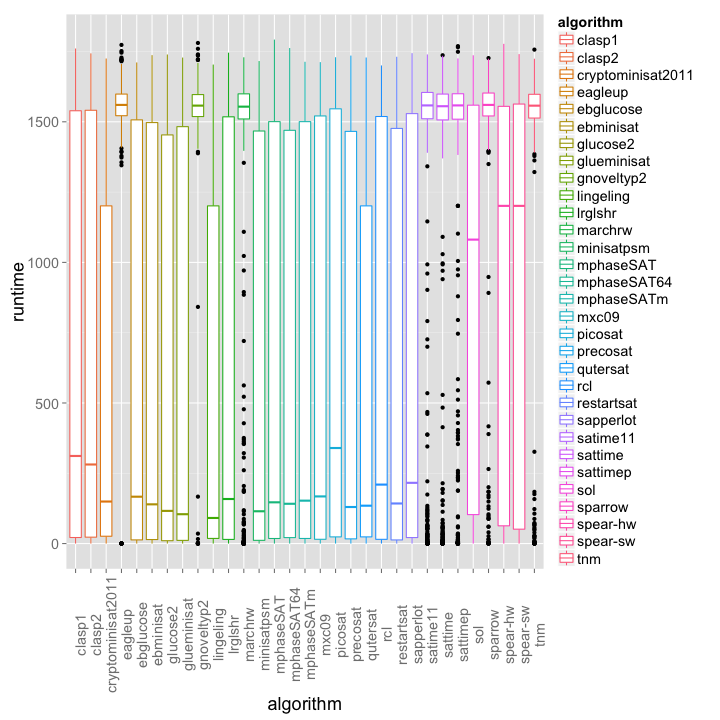 runtime
1500
1000
500
0
clasp1
clasp2
cryptominisat2011
eagleup
ebglucose
ebminisat
glucose2
glueminisat
gnoveltyp2
lingeling
lrglshr
marchrw
minisatpsm
mphaseSAT
mphaseSAT64
mphaseSATm
mxc09
picosat
precosat
qutersat
rcl
restartsat
sapperlot
satime11
sattime
sattimep
sol
sparrow
spear-hw
spear-sw
tnm
algorithm
algorithm
clasp1
clasp2
cryptominisat2011
eagleup
ebglucose
ebminisat
glucose2
glueminisat
gnoveltyp2
lingeling
lrglshr
marchrw
minisatpsm
mphaseSAT
mphaseSAT64
mphaseSATm
mxc09
picosat
precosat
qutersat
rcl
restartsat
sapperlot
satime11
sattime
sattimep
sol
sparrow
spear-hw
spear-sw
tnm